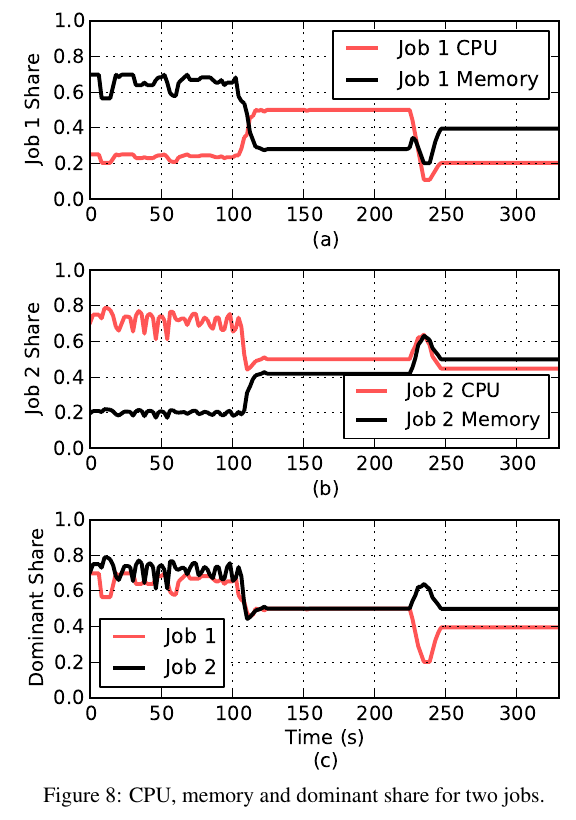 1.0
0.8
0.6
0.4
0.2
0.0
Job 1 Share
Job 1 CPU
Job 1 Memory
0 50 100 150 200 250 300
(a)
1.0
0.8
0.6
0.4
0.2
0.0
Job 2 Share
Job 2 CPU
Job 2 Memory
0 50 100 150 200 250 300
(b)
1.0
0.8
0.6
0.4
0.2
0.0
Dominant Share
Job 1
Job 2
0 50 100 150 200 250 300
Time (s)
(c)
Figure 8: CPU, memory and dominant share for two jobs.